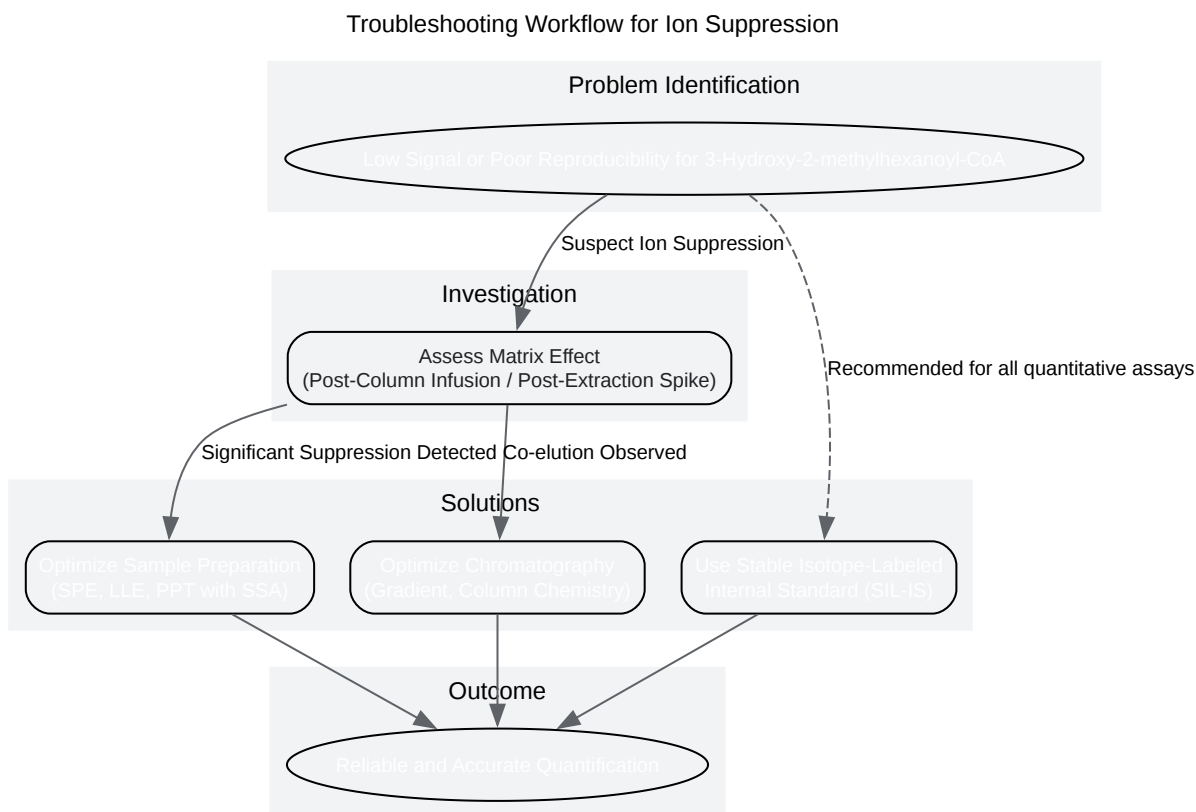 Troubleshooting Workflow for Ion Suppression
Problem Identification
Low Signal or Poor Reproducibility for 3-Hydroxy-2-methylhexanoyl-CoA
Suspect Ion Suppression
Investigation
Assess Matrix Effect
(Post-Column Infusion / Post-Extraction Spike)
Recommended for all quantitative assays
Significant Suppression Detected
Co-elution Observed
Solutions
Optimize Sample Preparation
(SPE, LLE, PPT with SSA)
Optimize Chromatography
(Gradient, Column Chemistry)
Use Stable Isotope-Labeled
Internal Standard (SIL-IS)
Outcome
Reliable and Accurate Quantification